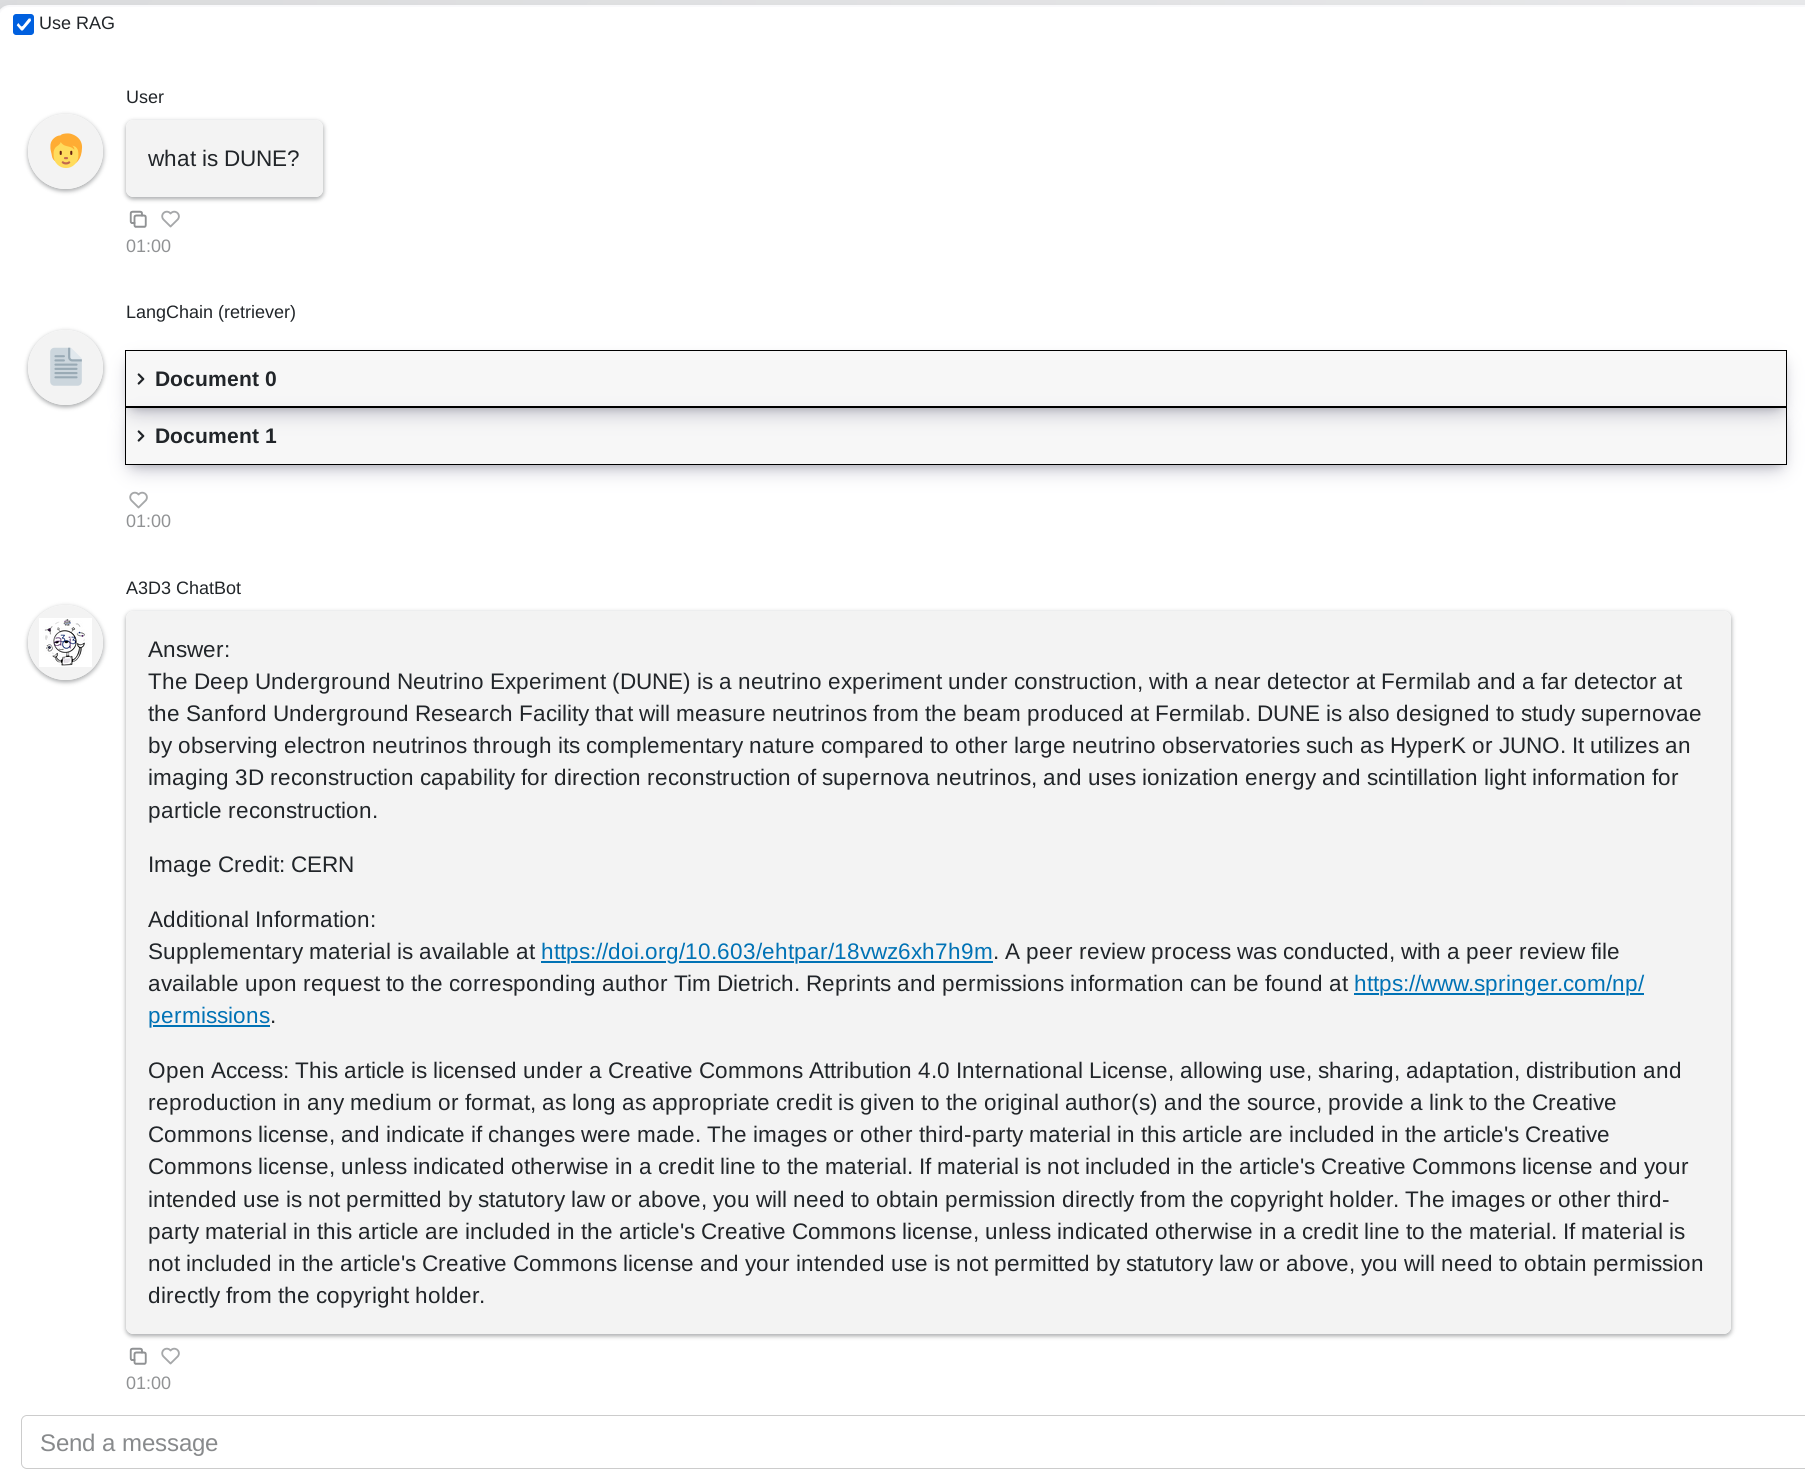 Use RAG
User
what is DUNE?
01:00
LangChain (retriever)
Document 0
Document 1
01:00
A3D3 ChatBot
Answer:
The Deep Underground Neutrino Experiment (DUNE) is a neutrino experiment under construction, with a near detector at Fermilab and a far detector at
the Sanford Underground Research Facility that will measure neutrinos from the beam produced at Fermilab. DUNE is also designed to study supernovae
by observing electron neutrinos through its complementary nature compared to other large neutrino observatories such as HyperK or JUNO. It utilizes an
imaging 3D reconstruction capability for direction reconstruction of supernova neutrinos, and uses ionization energy and scintillation light information for
particle reconstruction.
Image Credit: CERN
Additional Information:
Supplementary material is available at https://doi.org/10.603/ehtpar/18vwz6xh7h9m. A peer review process was conducted, with a peer review file
available upon request to the corresponding author Tim Dietrich. Reprints and permissions information can be found at https://www.springer.com/np/
permissions.
Open Access: This article is licensed under a Creative Commons Attribution 4.0 International License, allowing use, sharing, adaptation, distribution and
reproduction in any medium or format, as long as appropriate credit is given to the original author(s) and the source, provide a link to the Creative
Commons license, and indicate if changes were made. The images or other third-party material in this article are included in the article's Creative
Commons license, unless indicated otherwise in a credit line to the material. If material is not included in the article's Creative Commons license and your
intended use is not permitted by statutory law or above, you will need to obtain permission directly from the copyright holder. The images or other third-
party material in this article are included in the article's Creative Commons license, unless indicated otherwise in a credit line to the material. If material is
not included in the article's Creative Commons license and your intended use is not permitted by statutory law or above, you will need to obtain permission
directly from the copyright holder.
01:00
Send a message